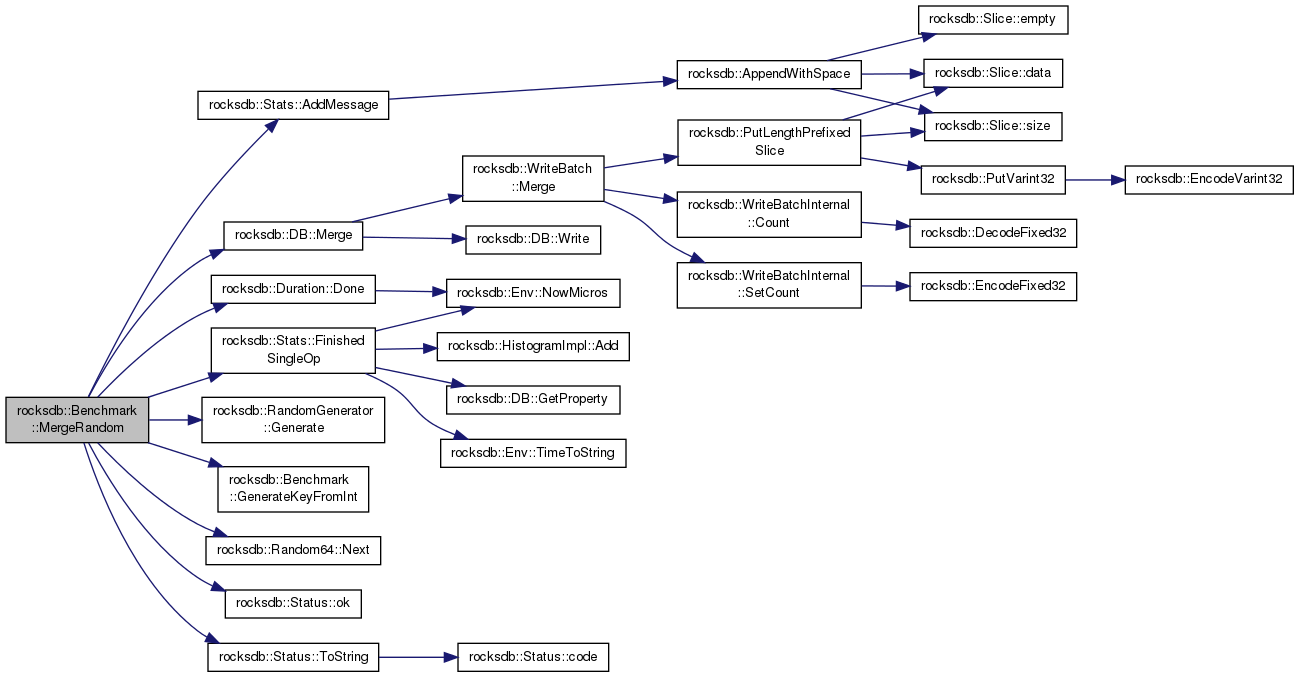 rocksdb::Slice::empty
rocksdb::AppendWithSpace
rocksdb::Slice::data
rocksdb::Stats::AddMessage
rocksdb::Slice::size
rocksdb::PutLengthPrefixed
Slice
rocksdb::WriteBatch
::Merge
rocksdb::PutVarint32
rocksdb::EncodeVarint32
rocksdb::WriteBatchInternal
::Count
rocksdb::DB::Merge
rocksdb::DB::Write
rocksdb::DecodeFixed32
rocksdb::WriteBatchInternal
::SetCount
rocksdb::EncodeFixed32
rocksdb::Duration::Done
rocksdb::Env::NowMicros
rocksdb::Stats::Finished
SingleOp
rocksdb::HistogramImpl::Add
rocksdb::DB::GetProperty
rocksdb::Benchmark
::MergeRandom
rocksdb::RandomGenerator
::Generate
rocksdb::Env::TimeToString
rocksdb::Benchmark
::GenerateKeyFromInt
rocksdb::Random64::Next
rocksdb::Status::ok
rocksdb::Status::ToString
rocksdb::Status::code